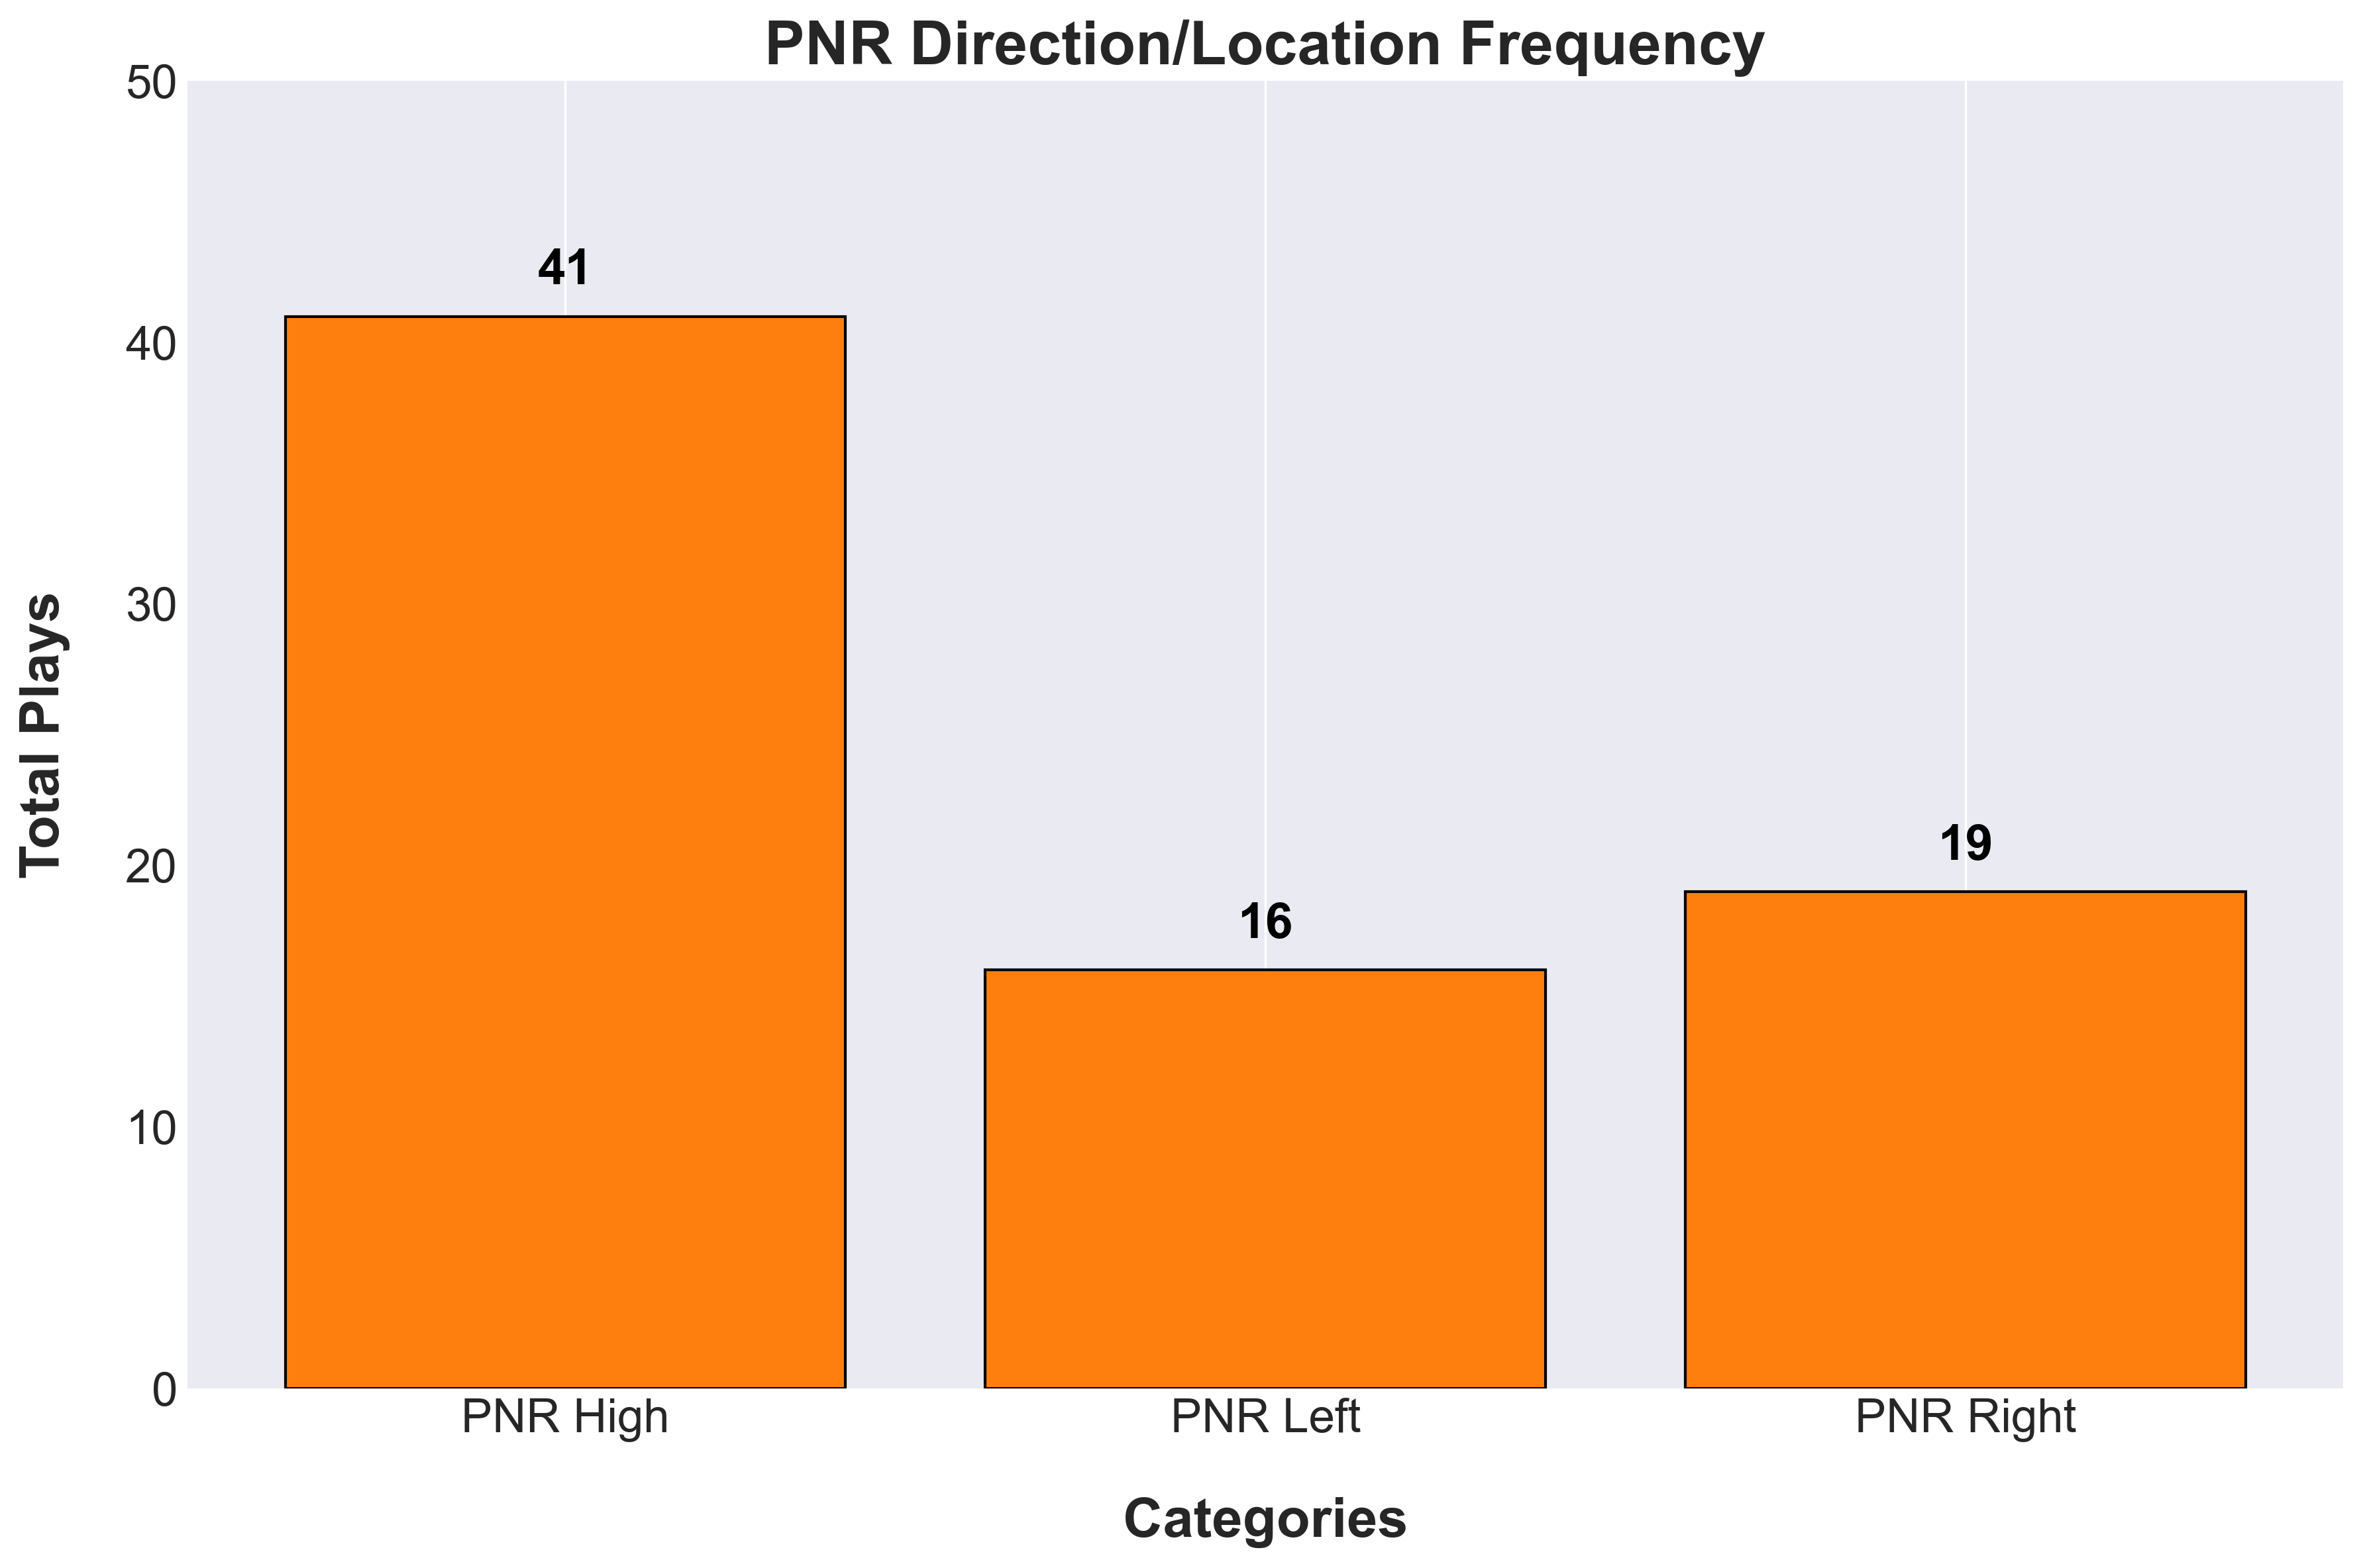 PNR Direction/Location Frequency
50
40
30
20
10
0
Total Plays
41
16
19
PNR High
PNR Left
PNR Right
Categories